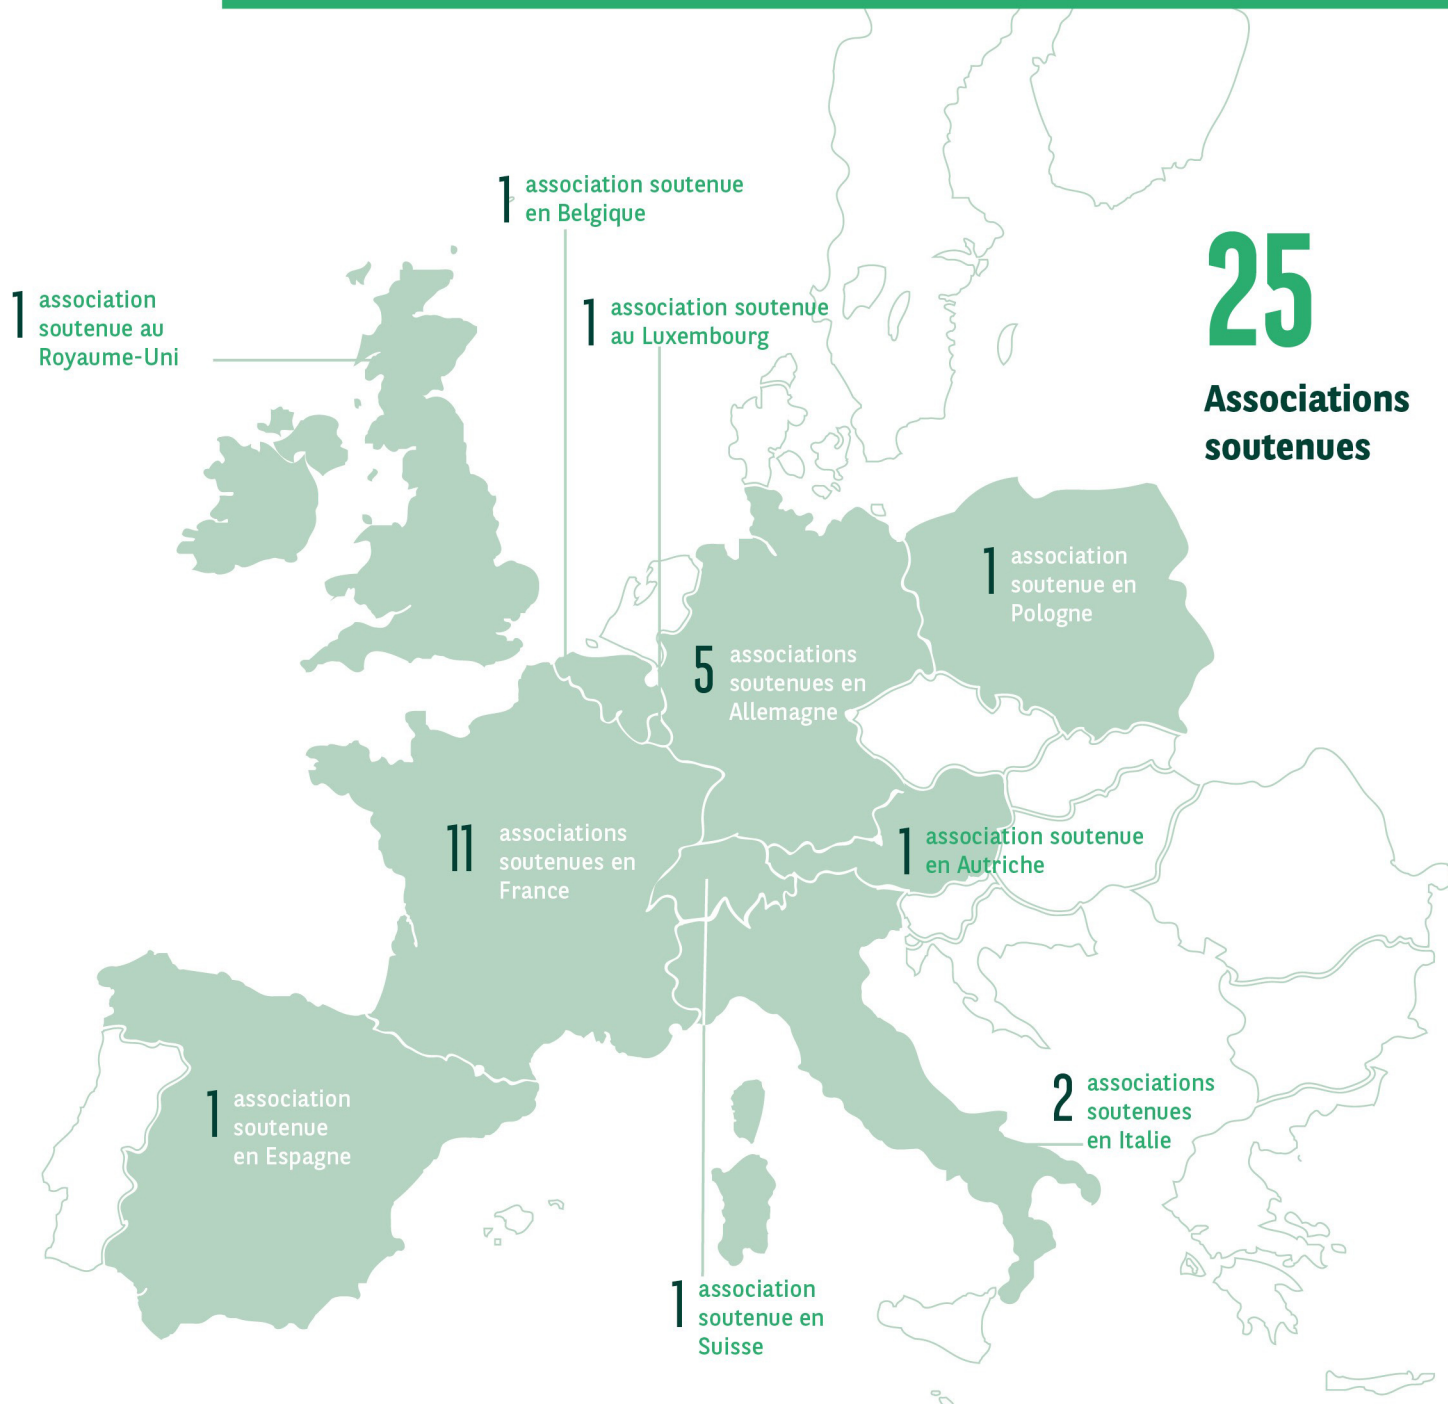 1 association soutenue
en Belgique
1 association
soutenue au
Royaume-Uni
1 association soutenue
au Luxembourg
25
Associations
soutenues
1 association
soutenue en
Pologne
5 associations
soutenues en
Allemagne
11 associations
soutenues en
France
1 association soutenue
en Autriche
1 association
soutenue
en Espagne
2 associations
soutenues
en Italie
1 association
soutenue en
Suisse